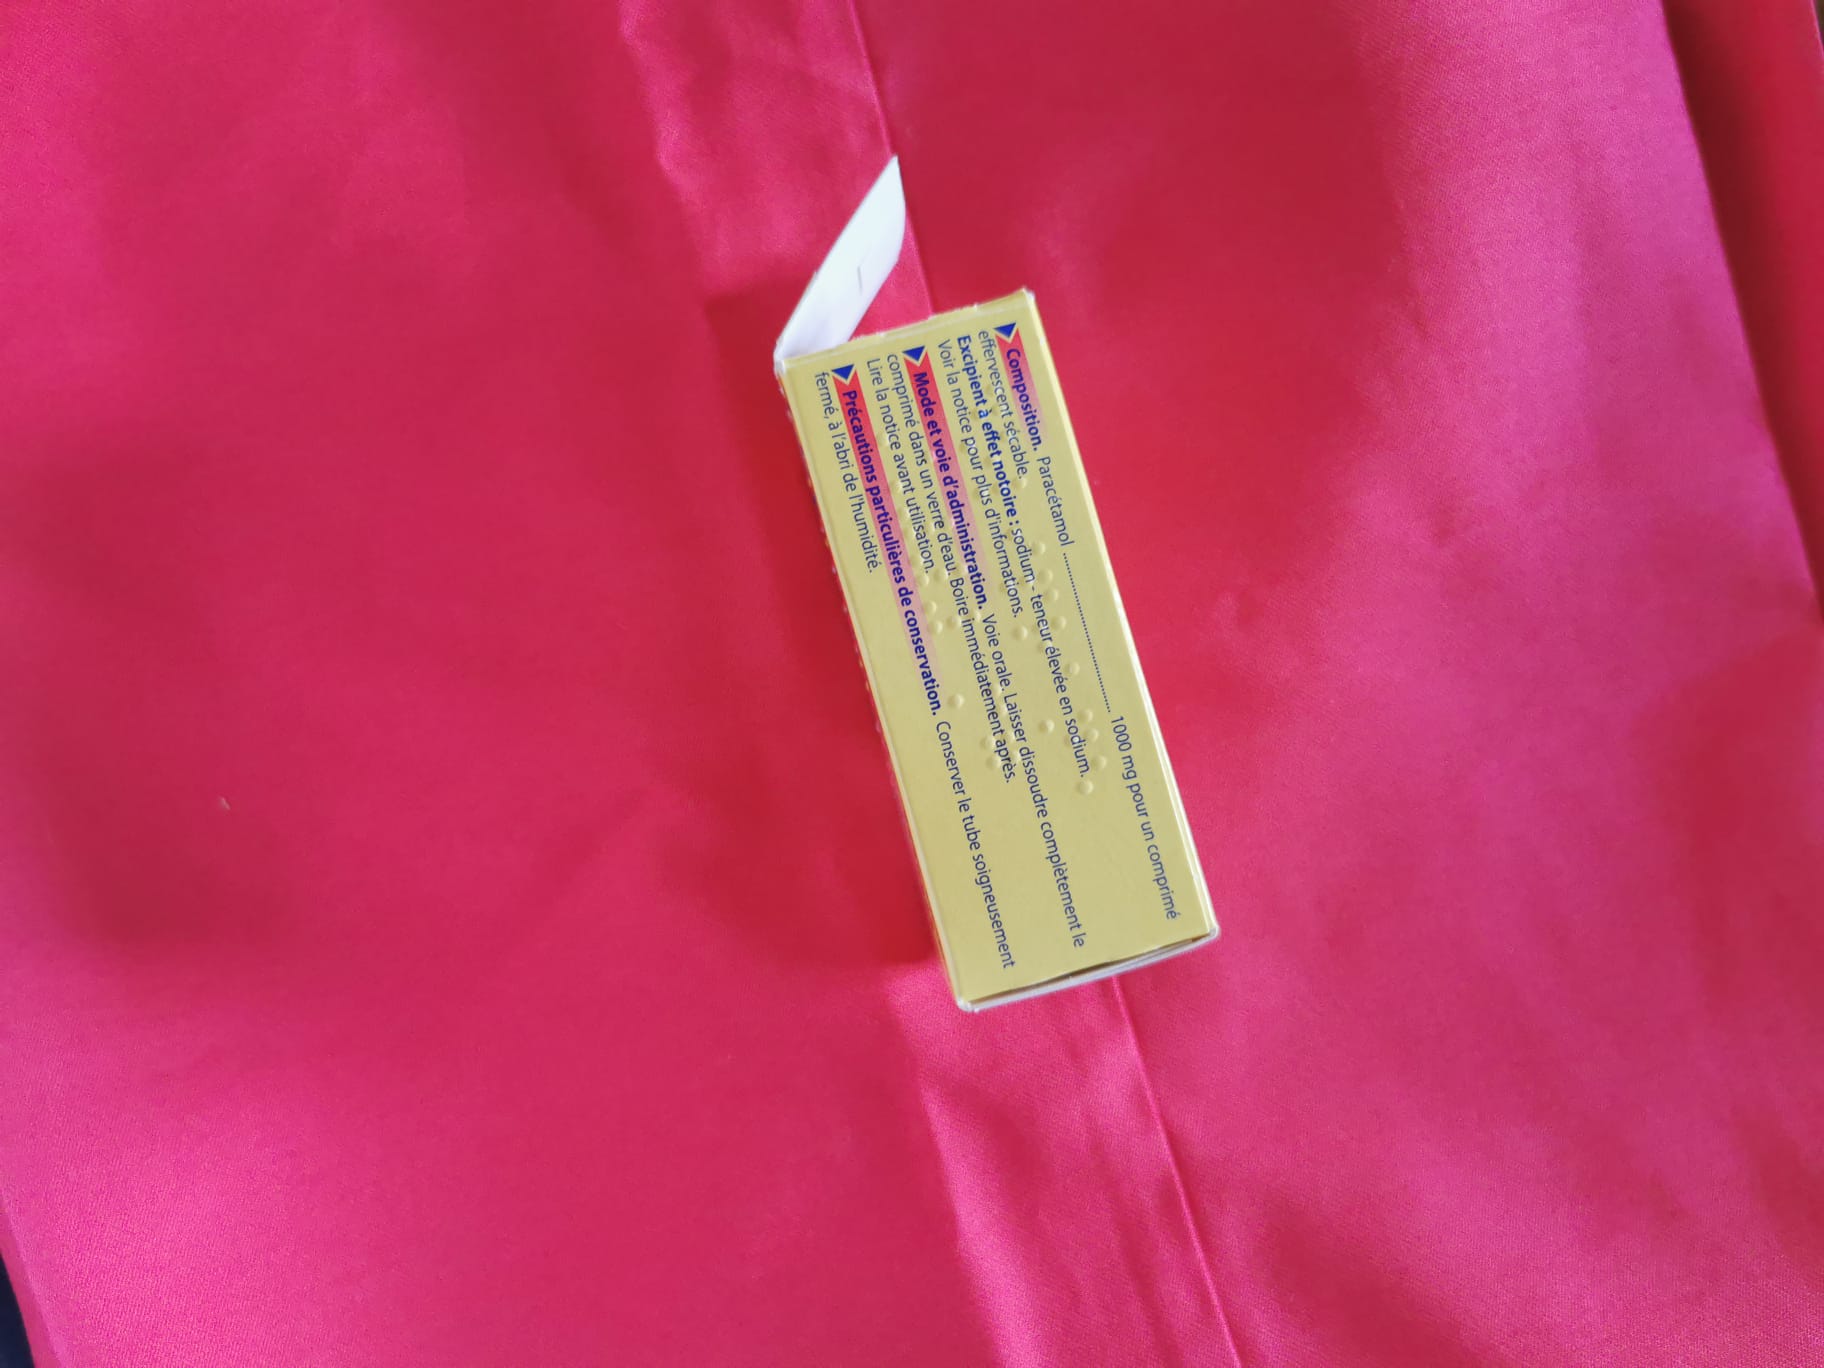 Composition. Paracétamol ........................................ 1000 mg pour un comprimé
effervescent sécable.
Excipient à effet notoire : sodium - teneur élevée en sodium.
Voir la notice pour plus d'informations.
Mode et voie d'administration. Voie orale. Laisser dissoudre complètement le
comprimé dans un verre d'eau. Boire immédiatement après.
Lire la notice avant utilisation.
Précautions particulières de conservation. Conserver le tube soigneusement
fermé, à l'abri de l'humidité.